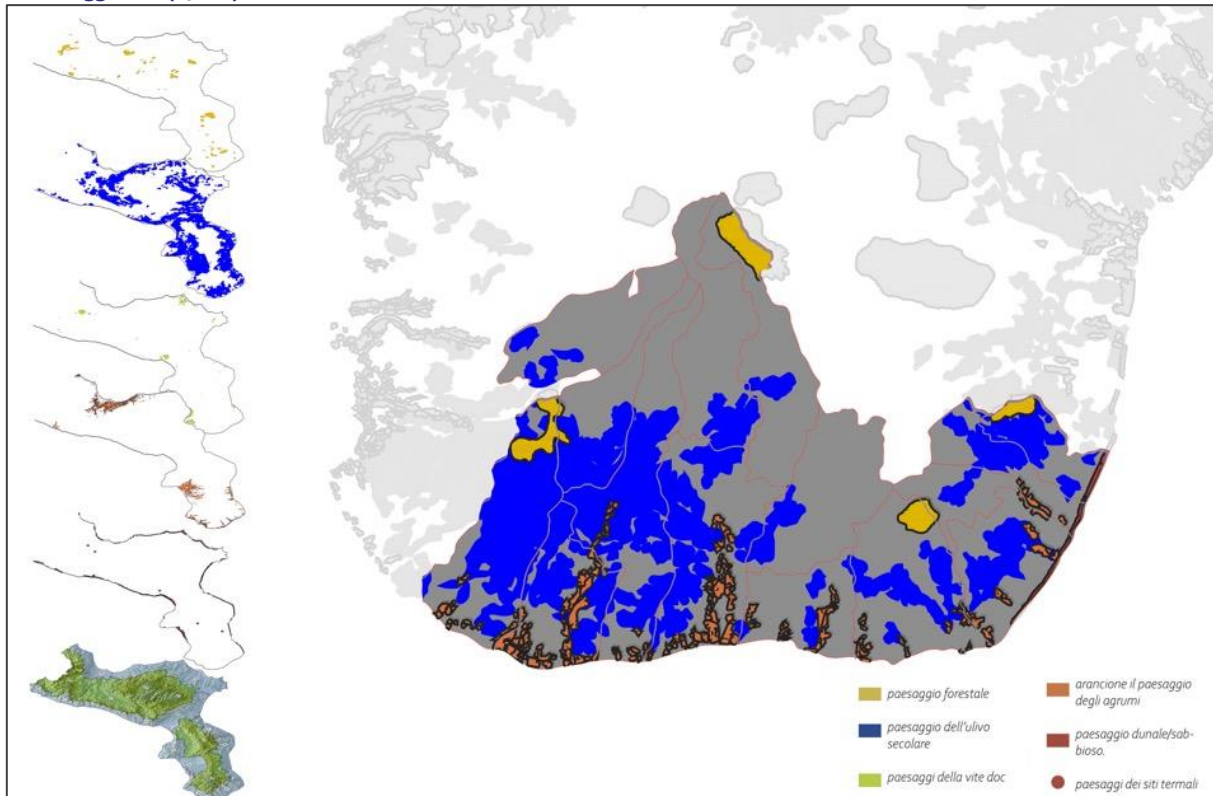 paesaggio forestale
paesaggio dell'ulivo
secolare
paesaggi della vite doc
arancione il paesaggio
degli agrumi
paesaggio dunale/sab-
bioso.
paesaggi dei siti termali